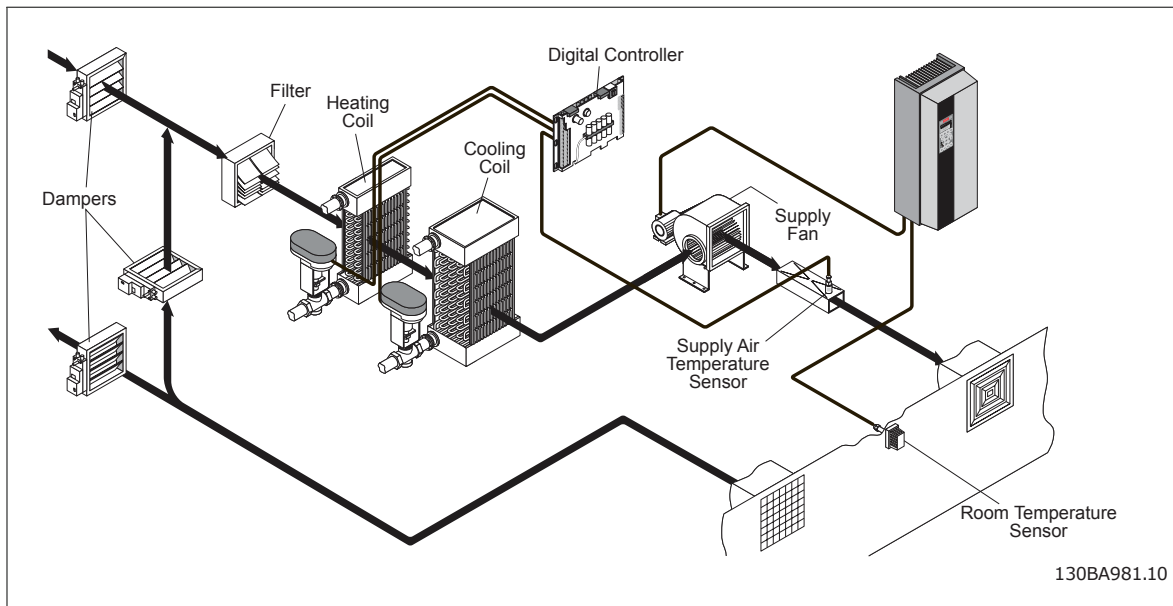 Digital Controller
Filter
Heating
Coil
Cooling
Coil
Dampers
Supply
Fan
Supply Air
Temperature
Sensor
Room Temperature
Sensor
130BA981.10